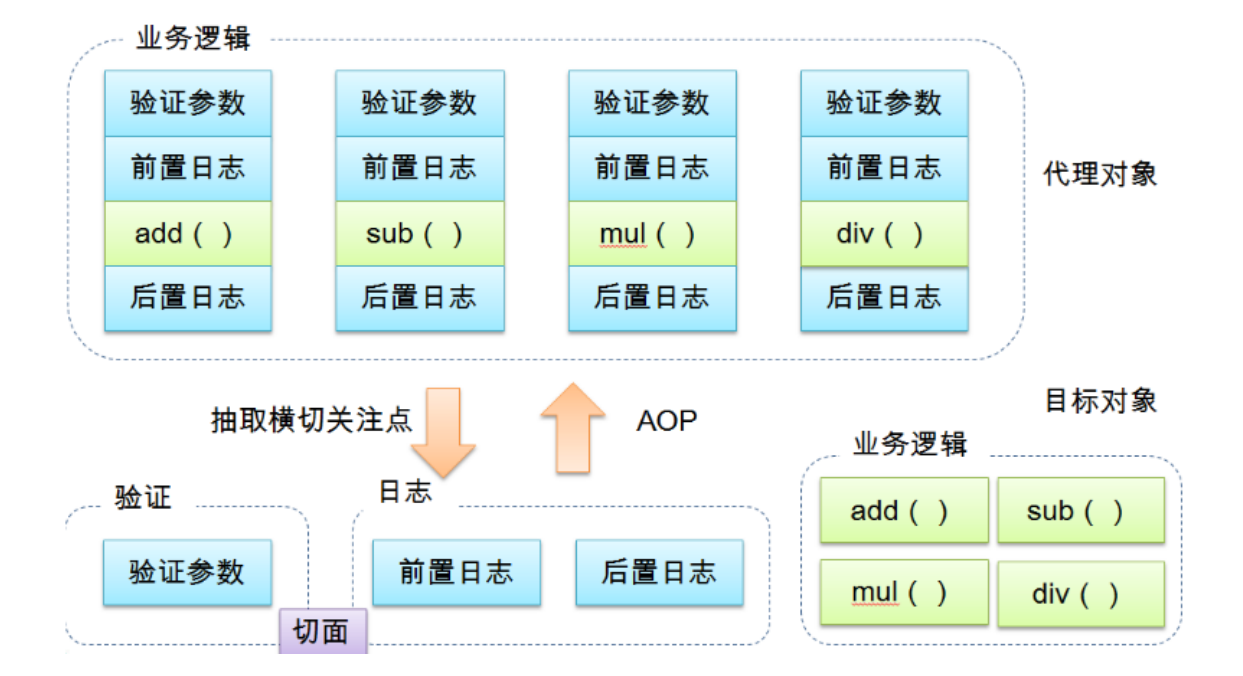 业务逻辑
验证参数 验证参数 验证参数 验证参数
前置日志 前置日志 前置日志 前置日志
代理对象
add（ ） sub（ ） mul（ ） div（ ）
后置日志 后置日志 后置日志 后置日志
抽取横切关注点
AOP
目标对象
业务逻辑
验证
日志
add（ ） sub（ ）
验证参数
前置日志 后置日志
mul（ ） div（ ）
切面